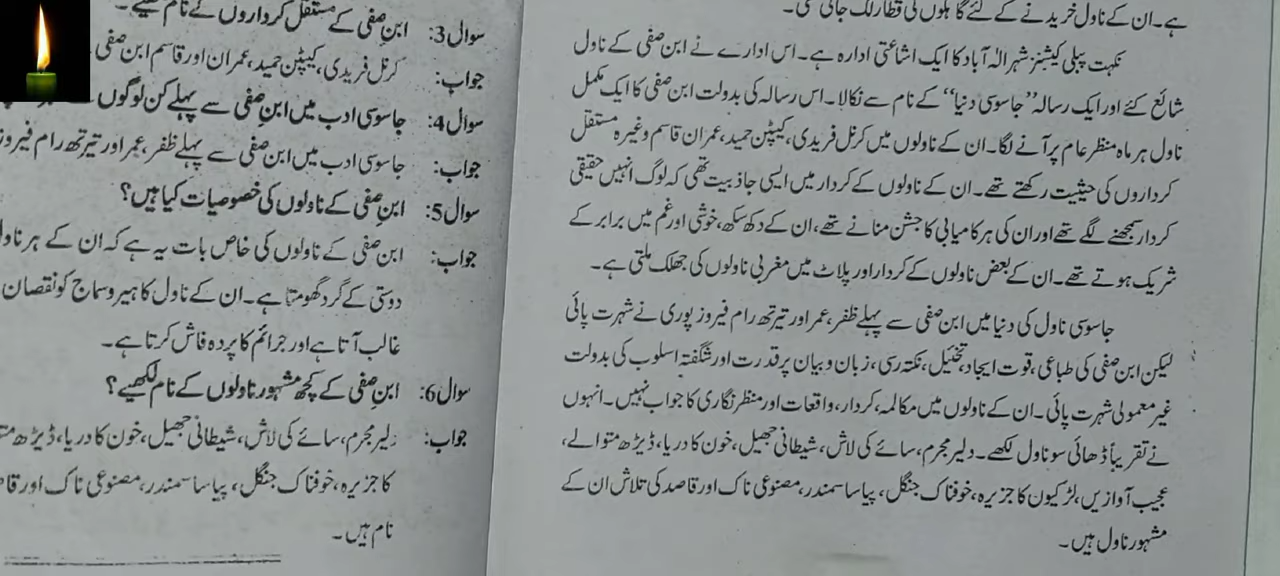 ہے۔ان کے ناول خریدنے کے لئے گاہکوں کی قطار لگ جاتی تھی۔
نکہت پبلی کیشنز شہر الٰہ آباد کا ایک اشاعتی ادارہ ہے۔اس ادارے نے ابن صفی کے ناول
شائع کئے اور ایک رسالہ ’’جاسوسی دنیا‘‘ کے نام سے نکالا۔اس رسالہ کی بدولت ابن صفی کا ایک مکمل
ناول ہر ماہ منظر عام پر آنے لگا۔ان کے ناولوں میں کرنل فریدی، کیپٹن حمید، عمران قاسم وغیرہ مستقل
کرداروں کی حیثیت رکھتے تھے۔ان کے ناولوں کے کردار میں ایسی جاذبیت تھی کہ لوگ انہیں حقیقی
کردار سمجھنے لگے تھے اور ان کی ہر کامیابی کا جشن مناتے تھے، ان کے دکھ سکھ، خوشی اور غم میں برابر کے
شریک ہوتے تھے۔ان کے بعض ناولوں کے کردار اور پلاٹ میں مغربی ناولوں کی جھلک ملتی ہے۔
جاسوسی ناول کی دنیا میں ابن صفی سے پہلے ظفر، عمر اور تیرتھ رام فیروز پوری نے شہرت پائی
لیکن ابن صفی کی طباعی، قوت ایجاد، تخئیل، نکتہ رسی، زبان و بیان پر قدرت اور شگفتہ اسلوب کی بدولت
غیر معمولی شہرت پائی۔ان کے ناولوں میں مکالمہ، کردار، واقعات اور منظر نگاری کا جواب نہیں۔انہوں
نے تقریباً ڈھائی سو ناول لکھے۔دلیر مجرم، سائے کی لاش، شیطانی جھیل، خون کا دریا، ڈیڑھ متوالے،
عجیب آوازیں، لڑکیون کا جزیرہ، خوفناک جنگل، پیاسا سمندر، مصنوعی ناک اور قاصد کی تلاش ان کے
مشہور ناول ہیں۔
سوال3: ابن صفی کے مستقل کرداروں کے نام لکھیے۔
جواب: کرنل فریدی، کیپٹن حمید، عمران اور قاسم ابن صفی
سوال4: جاسوسی ادب میں ابن صفی سے پہلے کن لوگوں
جواب: جاسوسی ادب میں ابن صفی سے پہلے ظفر، عمر اور تیرتھ رام فیروز
سوال5: ابن صفی کے ناولوں کی خصوصیات کیا ہیں؟
جواب: ابن صفی کے ناولوں کی خاص بات یہ ہے کہ ان کے ہر ناول
دوستی کے گرد گھومتا ہے۔ان کے ناول کا ہیرو سماج کو نقصان
غالب آتا ہے اور جرائم کا پردہ فاش کرتا ہے۔
سوال6: ابن صفی کے کچھ مشہور ناولوں کے نام لکھیے؟
جواب: دلیر مجرم، سائے کی لاش، شیطانی جھیل، خون کا دریا، ڈیڑھ
کا جزیرہ، خوفناک جنگل، پیاسا سمندر، مصنوعی ناک اور
نام ہیں۔